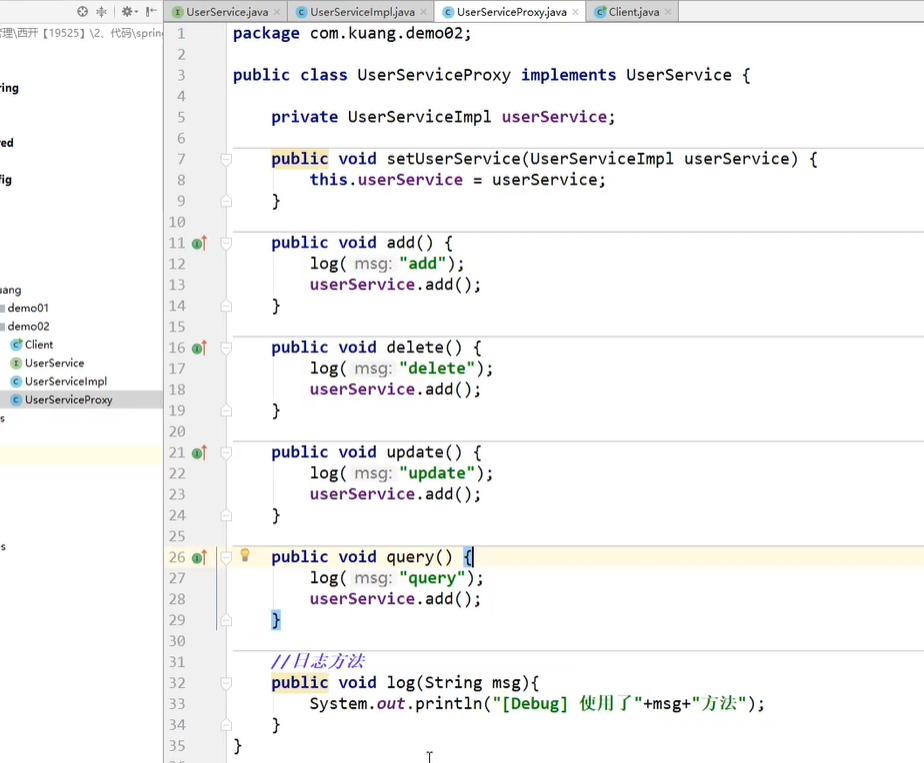 UserService.java × UserServiceImpl.java × UserServiceProxy.java × Client.java ×
管理\西开【19525】\2、代码\spring
ring
ed
fig
uang
demo01
demo02
Client
UserService
UserServiceImpl
UserServiceProxy
s
s
1 package com.kuang.demo02;
2
3 public class UserServiceProxy implements UserService {
4
5 private UserServiceImpl userService;
6
7 public void setUserService(UserServiceImpl userService) {
8 this.userService = userService;
9 }
10
11 public void add() {
12 log( msg: "add");
13 userService.add();
14 }
15
16 public void delete() {
17 log( msg: "delete");
18 userService.add();
19 }
20
21 public void update() {
22 log( msg: "update");
23 userService.add();
24 }
25
26 public void query() {
27 log( msg: "query");
28 userService.add();
29 }
30
31 //日志方法
32 public void log(String msg){
33 System.out.println("[Debug] 使用了"+msg+"方法");
34 }
35 }